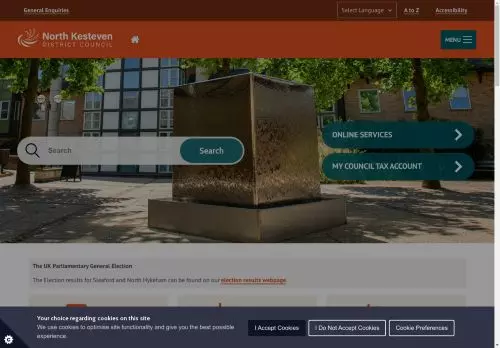 General Enquiries
Select Language
A to Z
Accessibility
North Kesteven
DISTRICT COUNCIL
MENU
Search
Search
ONLINE SERVICES
MY COUNCIL TAX ACCOUNT
The UK Parliamentary General Election
The Election results for Sleaford and North Hykeham can be found on our election results webpage
Your choice regarding cookies on this site
We use cookies to optimise site functionality and give you the best possible
experience.
I Accept Cookies
I Do Not Accept Cookies
Cookie Preferences